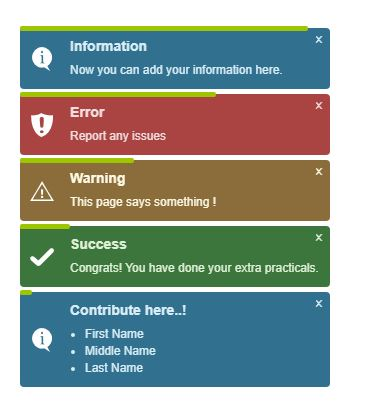 Information
x
Now you can add your information here.
Error
x
Report any issues
Warning
x
This page says something !
Success
x
Congrats! You have done your extra practicals.
Contribute here..!
x
• First Name
• Middle Name
• Last Name